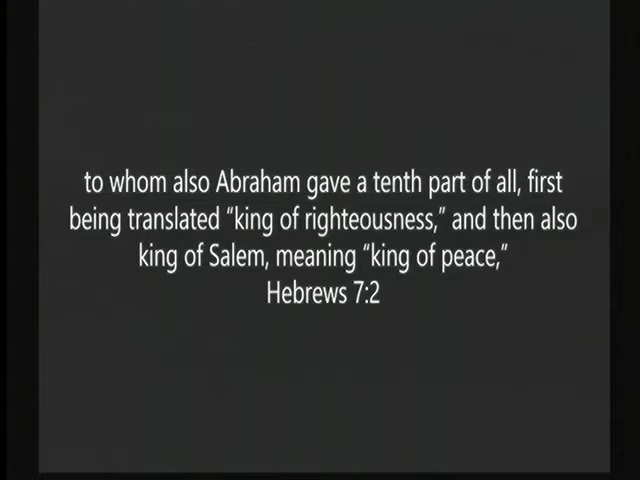 to whom also Abraham gave a tenth part of all, first
being translated “king of righteousness,” and then also
king of Salem, meaning “king of peace,”
Hebrews 7:2